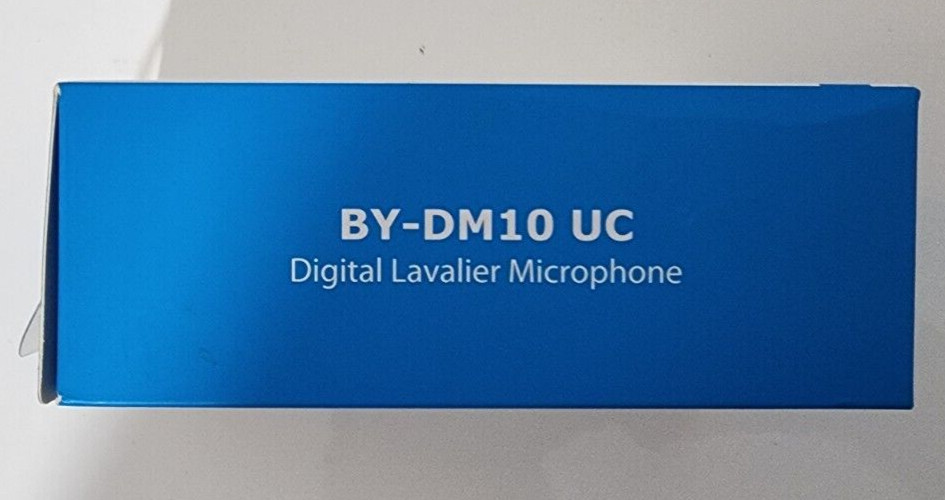 BY-DM10 UC
Digital Lavalier Microphone